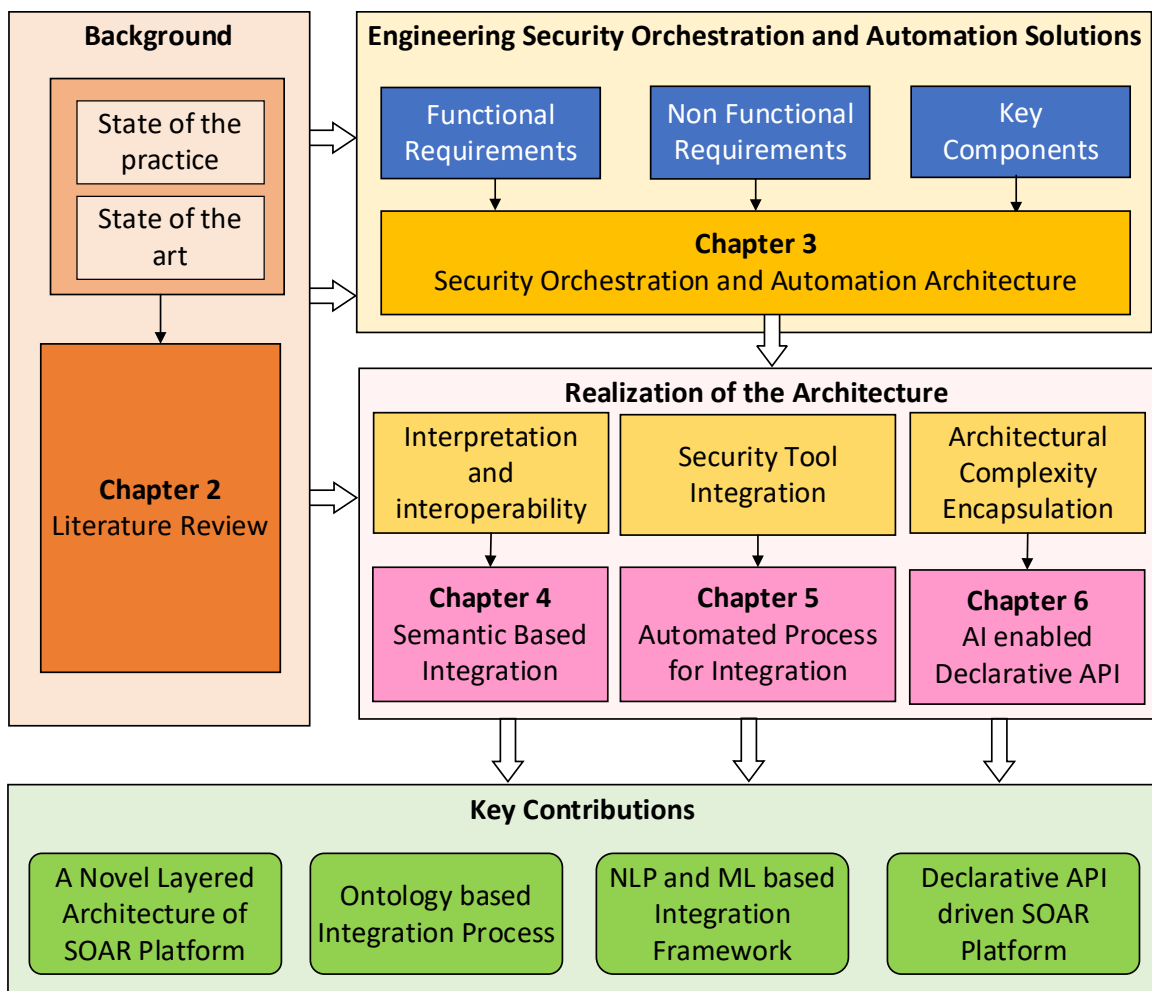 Background
State of the
practice
State of the
art
Chapter 2
Literature Review
Engineering Security Orchestration and Automation Solutions
Functional
Requirements
Non Functional
Requirements
Key
Components
Chapter 3
Security Orchestration and Automation Architecture
Realization of the Architecture
Interpretation
and
interoperability
Security Tool
Integration
Architectural
Complexity
Encapsulation
Chapter 4
Semantic Based
Integration
Chapter 5
Automated Process
for Integration
Chapter 6
AI enabled
Declarative API
Key Contributions
A Novel Layered
Architecture of
SOAR Platform
Ontology based
Integration Process
NLP and ML based
Integration
Framework
Declarative API
driven SOAR
Platform